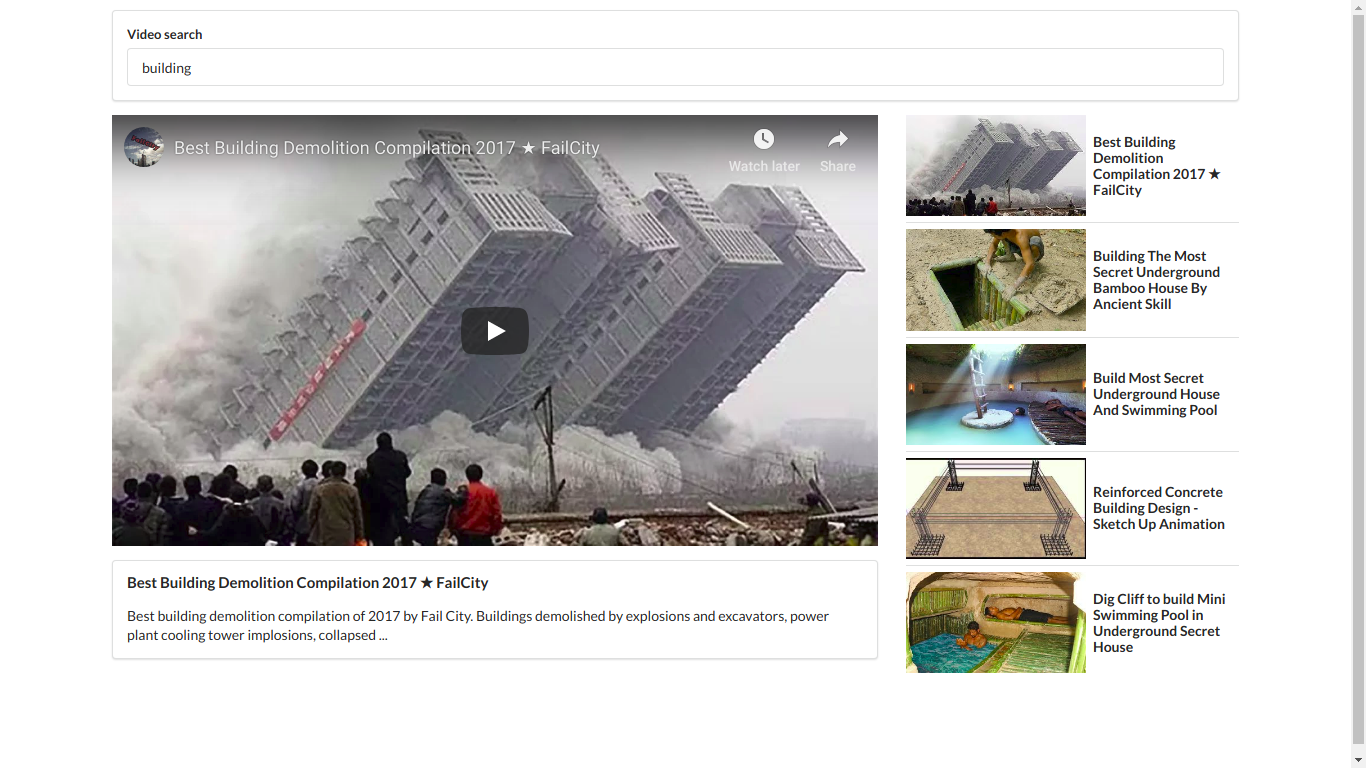 Video search
building
Best Building Demolition Compilation 2017 ★ FailCity
Watch later
Share
Best Building Demolition Compilation 2017 ★ FailCity
Best building demolition compilation of 2017 by Fail City. Buildings demolished by explosions and excavators, power
plant cooling tower implosions, collapsed ...
Best Building
Demolition
Compilation 2017 ★
FailCity
Building The Most
Secret Underground
Bamboo House By
Ancient Skill
Build Most Secret
Underground House
And Swimming Pool
Reinforced Concrete
Building Design -
Sketch Up Animation
Dig Cliff to build Mini
Swimming Pool in
Underground Secret
House